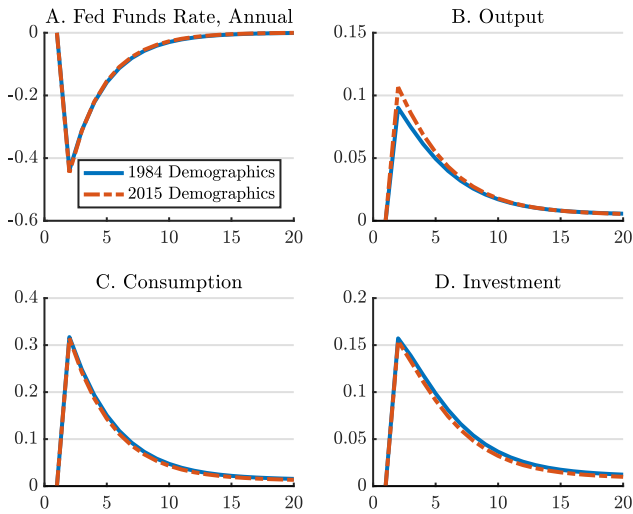 A. Fed Funds Rate, Annual
0
-0.2
-0.4
-0.6
0 5 10 15 20
1984 Demographics
2015 Demographics
B. Output
0.15
0.1
0.05
0
0 5 10 15 20
C. Consumption
0.4
0.3
0.2
0.1
0
0 5 10 15 20
D. Investment
0.2
0.15
0.1
0.05
0
0 5 10 15 20